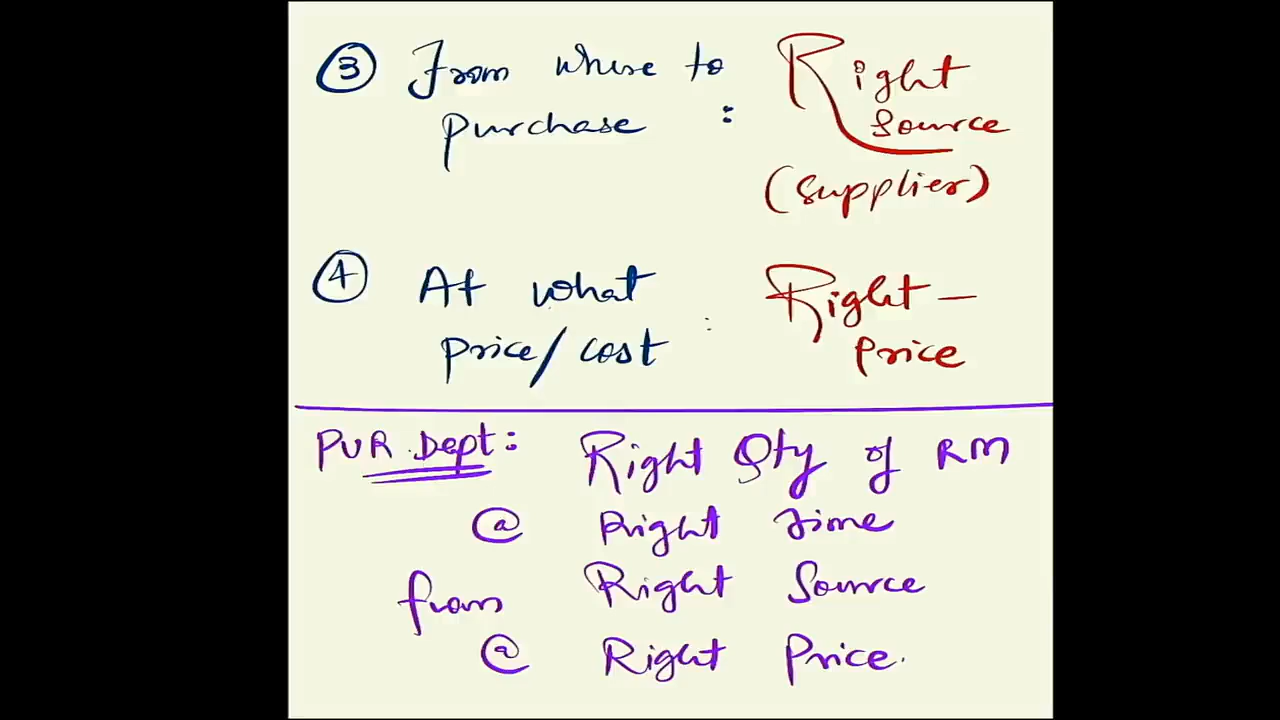 ③ From where to Right
purchase : source
(supplier)
④ At what Right -
price/cost : price
PUR. Dept: Right Qty of RM
@ Right time
from Right Source
@ Right Price.